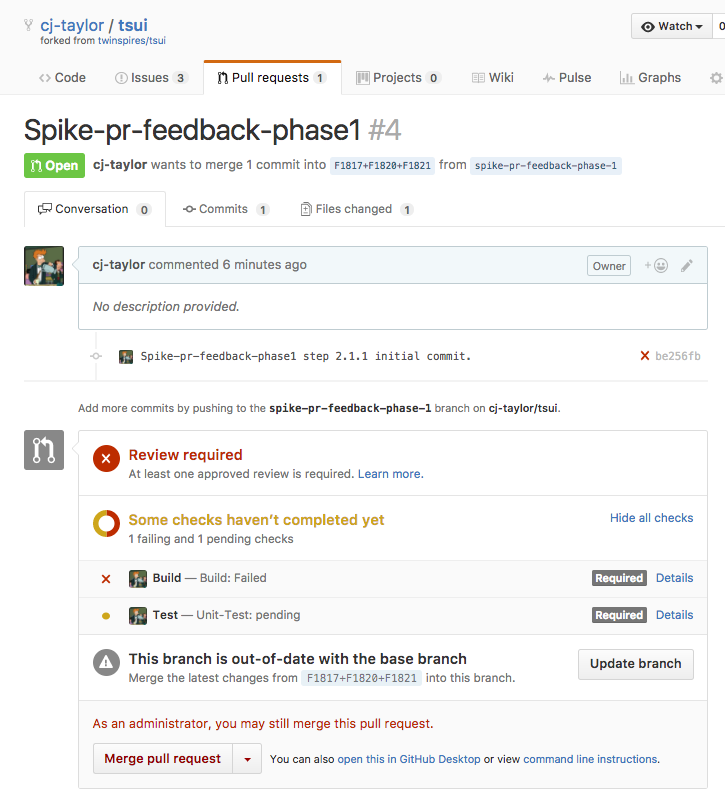 cj-taylor / tsui
Watch
0
forked from twinspires/tsui
Code Issues 3 Pull requests 1 Projects 0 Wiki Pulse Graphs
Spike-pr-feedback-phase1 #4
Open cj-taylor wants to merge 1 commit into F1817+F1820+F1821 from spike-pr-feedback-phase-1
Conversation 0 Commits 1 Files changed 1
cj-taylor commented 6 minutes ago Owner
No description provided.
Spike-pr-feedback-phase1 step 2.1.1 initial commit. be256fb
Add more commits by pushing to the spike-pr-feedback-phase-1 branch on cj-taylor/tsui.
Review required
At least one approved review is required. Learn more.
Some checks haven't completed yet Hide all checks
1 failing and 1 pending checks
Build — Build: Failed Required Details
Test — Unit-Test: pending Required Details
This branch is out-of-date with the base branch
Merge the latest changes from F1817+F1820+F1821 into this branch.
Update branch
As an administrator, you may still merge this pull request.
Merge pull request You can also open this in GitHub Desktop or view command line instructions.